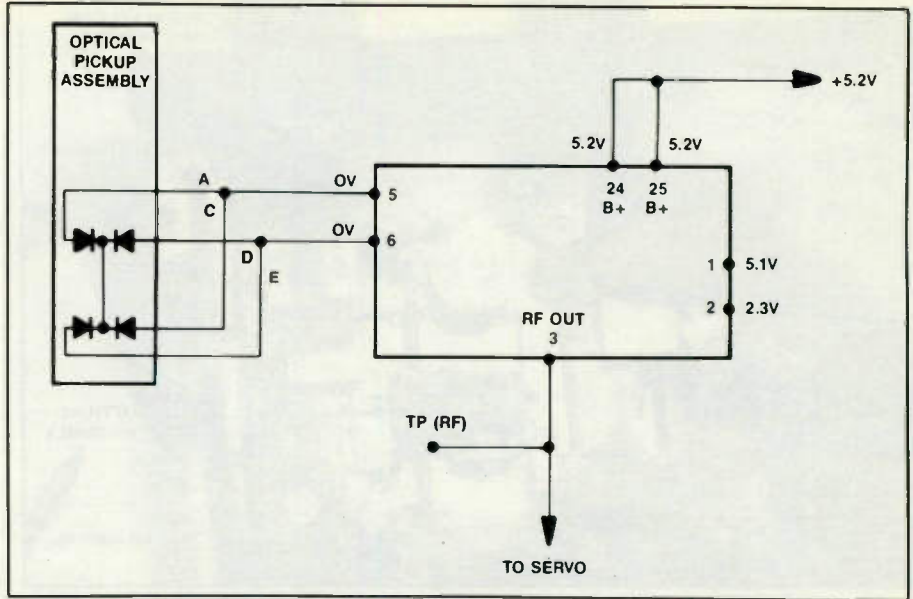 OPTICAL
PICKUP
ASSEMBLY
+5.2V
5.2V 5.2V
A OV 5 24 25
C B+ B+
OV 6
D 1 5.1V
E
RF OUT 2 2.3V
3
TP (RF)
TO SERVO